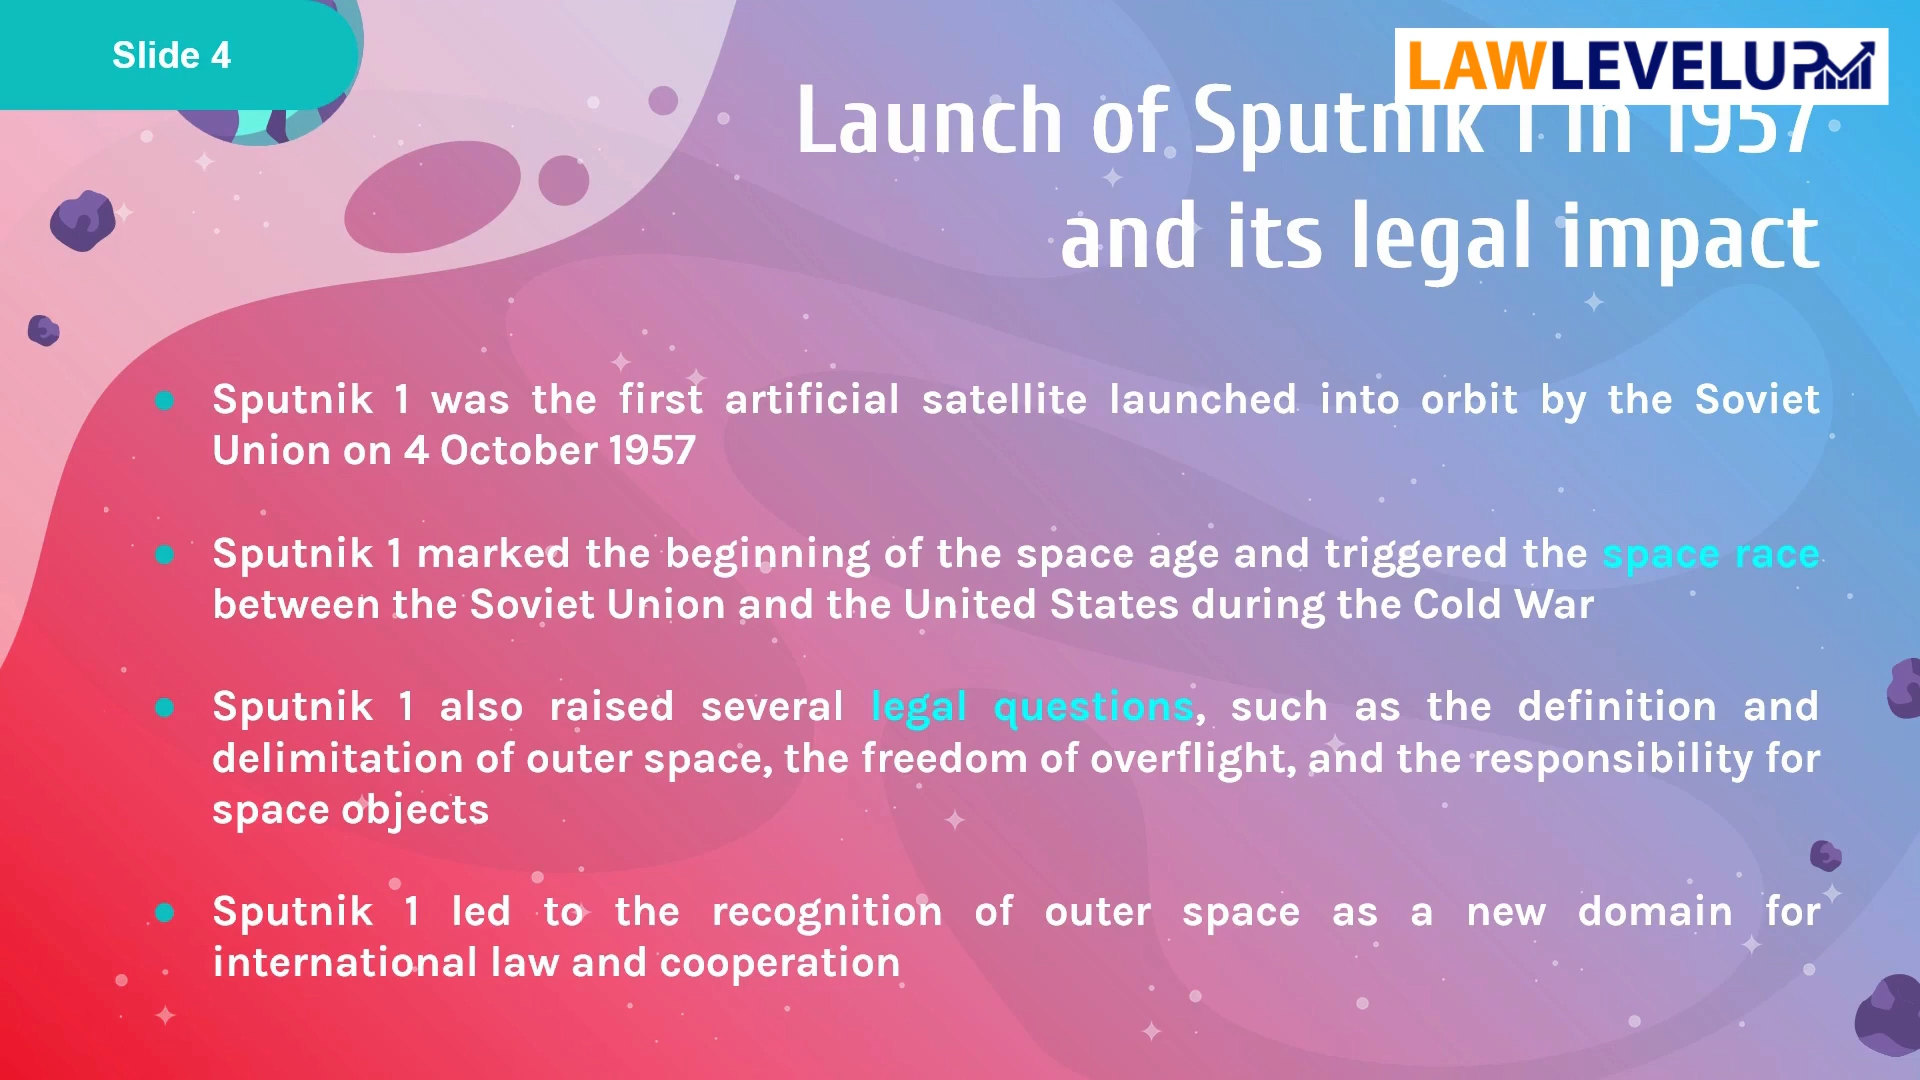 Slide 4
LAWLEVELUP
Launch of Sputnik 1 in 1957
and its legal impact
Sputnik 1 was the first artificial satellite launched into orbit by the Soviet
Union on 4 October 1957
Sputnik 1 marked the beginning of the space age and triggered the space race
between the Soviet Union and the United States during the Cold War
Sputnik 1 also raised several legal questions, such as the definition and
delimitation of outer space, the freedom of overflight, and the responsibility for
space objects
Sputnik 1 led to the recognition of outer space as a new domain for
international law and cooperation